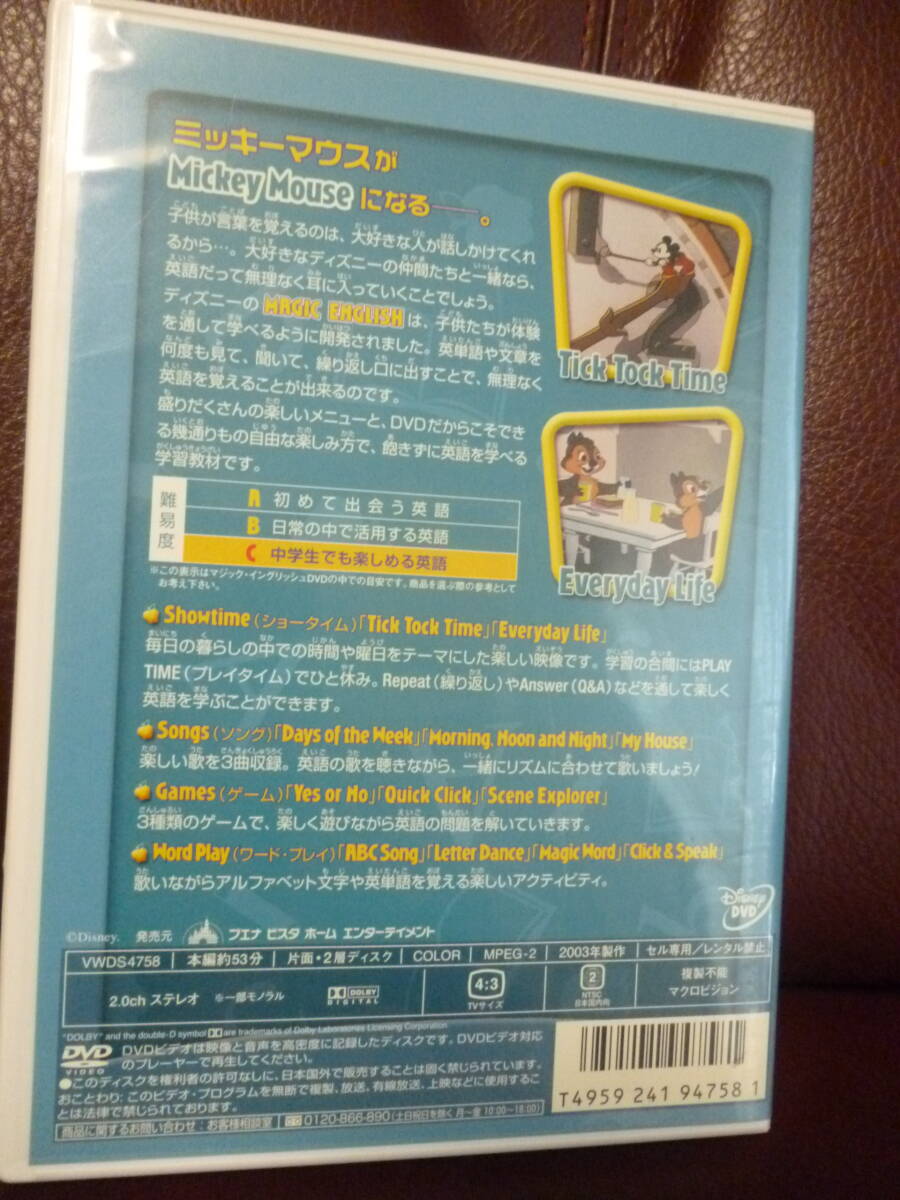 ミッキーマウスが
Mickey Mouse になる――。
子供が言葉を覚えるのは、大好きな人が話しかけてくれ
るから…。大好きなディズニーの仲間たちと一緒なら、
英語だって無理なく耳に入っていくことでしょう。
ディズニーの MAGIC ENGLISH は、子供たちが体験
を通して学べるように開発されました。英単語や文章を
何度も見て、聞いて、繰り返し口に出すことで、無理なく
英語を覚えることが出来るのです。
盛りだくさんの楽しいメニューと、DVDだからこそでき
る幾通りもの自由な楽しみ方で、飽きずに英語を学べる
学習教材です。
Tick Tock Time
Everyday Life
難易度
A 初めて出会う英語
B 日常の中で活用する英語
C 中学生でも楽しめる英語
※この表示はマジック・イングリッシュDVDの中での目安です。商品を選ぶ際の参考として
お考え下さい。
Showtime(ショータイム)「Tick Tock Time」「Everyday Life」
毎日の暮らしの中での時間や曜日をテーマにした楽しい映像です。学習の合間にはPLAY
TIME(プレイタイム)でひと休み。Repeat(繰り返し)やAnswer(Q&A)などを通して楽しく
英語を学ぶことができます。
Songs(ソング)「Days of the Week」「Morning, Noon and Night」「My House」
楽しい歌を3曲収録。英語の歌を聴きながら、一緒にリズムに合わせて歌いましょう!
Games(ゲーム)「Yes or No」「Quick Click」「Scene Explorer」
3種類のゲームで、楽しく遊びながら英語の問題を解いていきます。
Word Play(ワード・プレイ)「ABC Song」「Letter Dance」「Magic Word」「Click & Speak」
歌いながらアルファベット文字や英単語を覚える楽しいアクティビティ。
Disney DVD
©Disney. 発売元 ブエナ ビスタ ホーム エンターテイメント
VWDS4758 本編約53分 片面・2層ディスク COLOR MPEG-2 2003年製作 セル専用/レンタル禁止
2.0ch ステレオ ※一部モノラル DOLBY DIGITAL 4:3 TVサイズ 2 NTSC 日本国内向 複製不能 マクロビジョン
"DOLBY" and the double-D symbol are trademarks of Dolby Laboratories Licensing Corporation
DVD VIDEO
DVDビデオは映像と音声を高密度に記録したディスクです。DVDビデオ対応
のプレーヤーで再生してください。
●このディスクを権利者の許可なしに、日本国外で販売することは固く禁じられています。
おことわり:このビデオ・プログラムを無断で複製、放送、有線放送、上映などに使用するこ
とは法律で禁じられております。
商品に関するお問い合わせ:お客様相談室 0120-866-890(土日祝日を除く 月~金 10:00~18:00)
T4959 241 94758 1